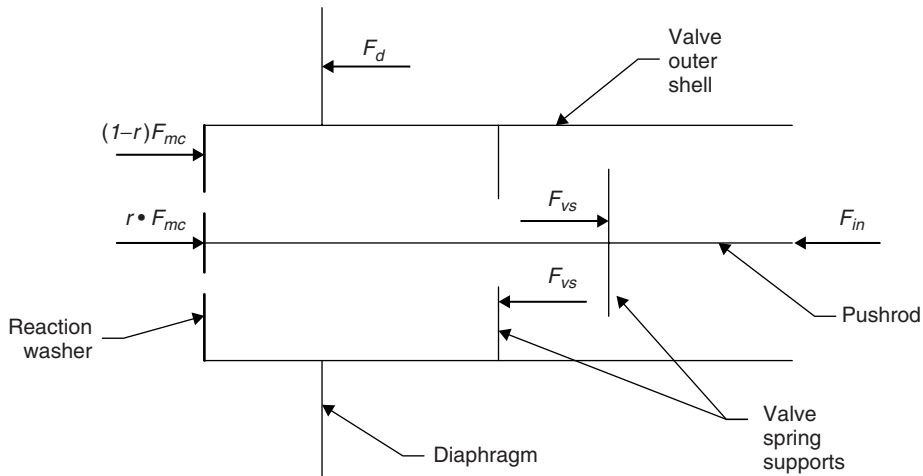 F_d
Valve
outer
shell
(1–r)F_mc
r • F_mc
F_vs
F_in
F_vs
Reaction
washer
Pushrod
Diaphragm
Valve
spring
supports